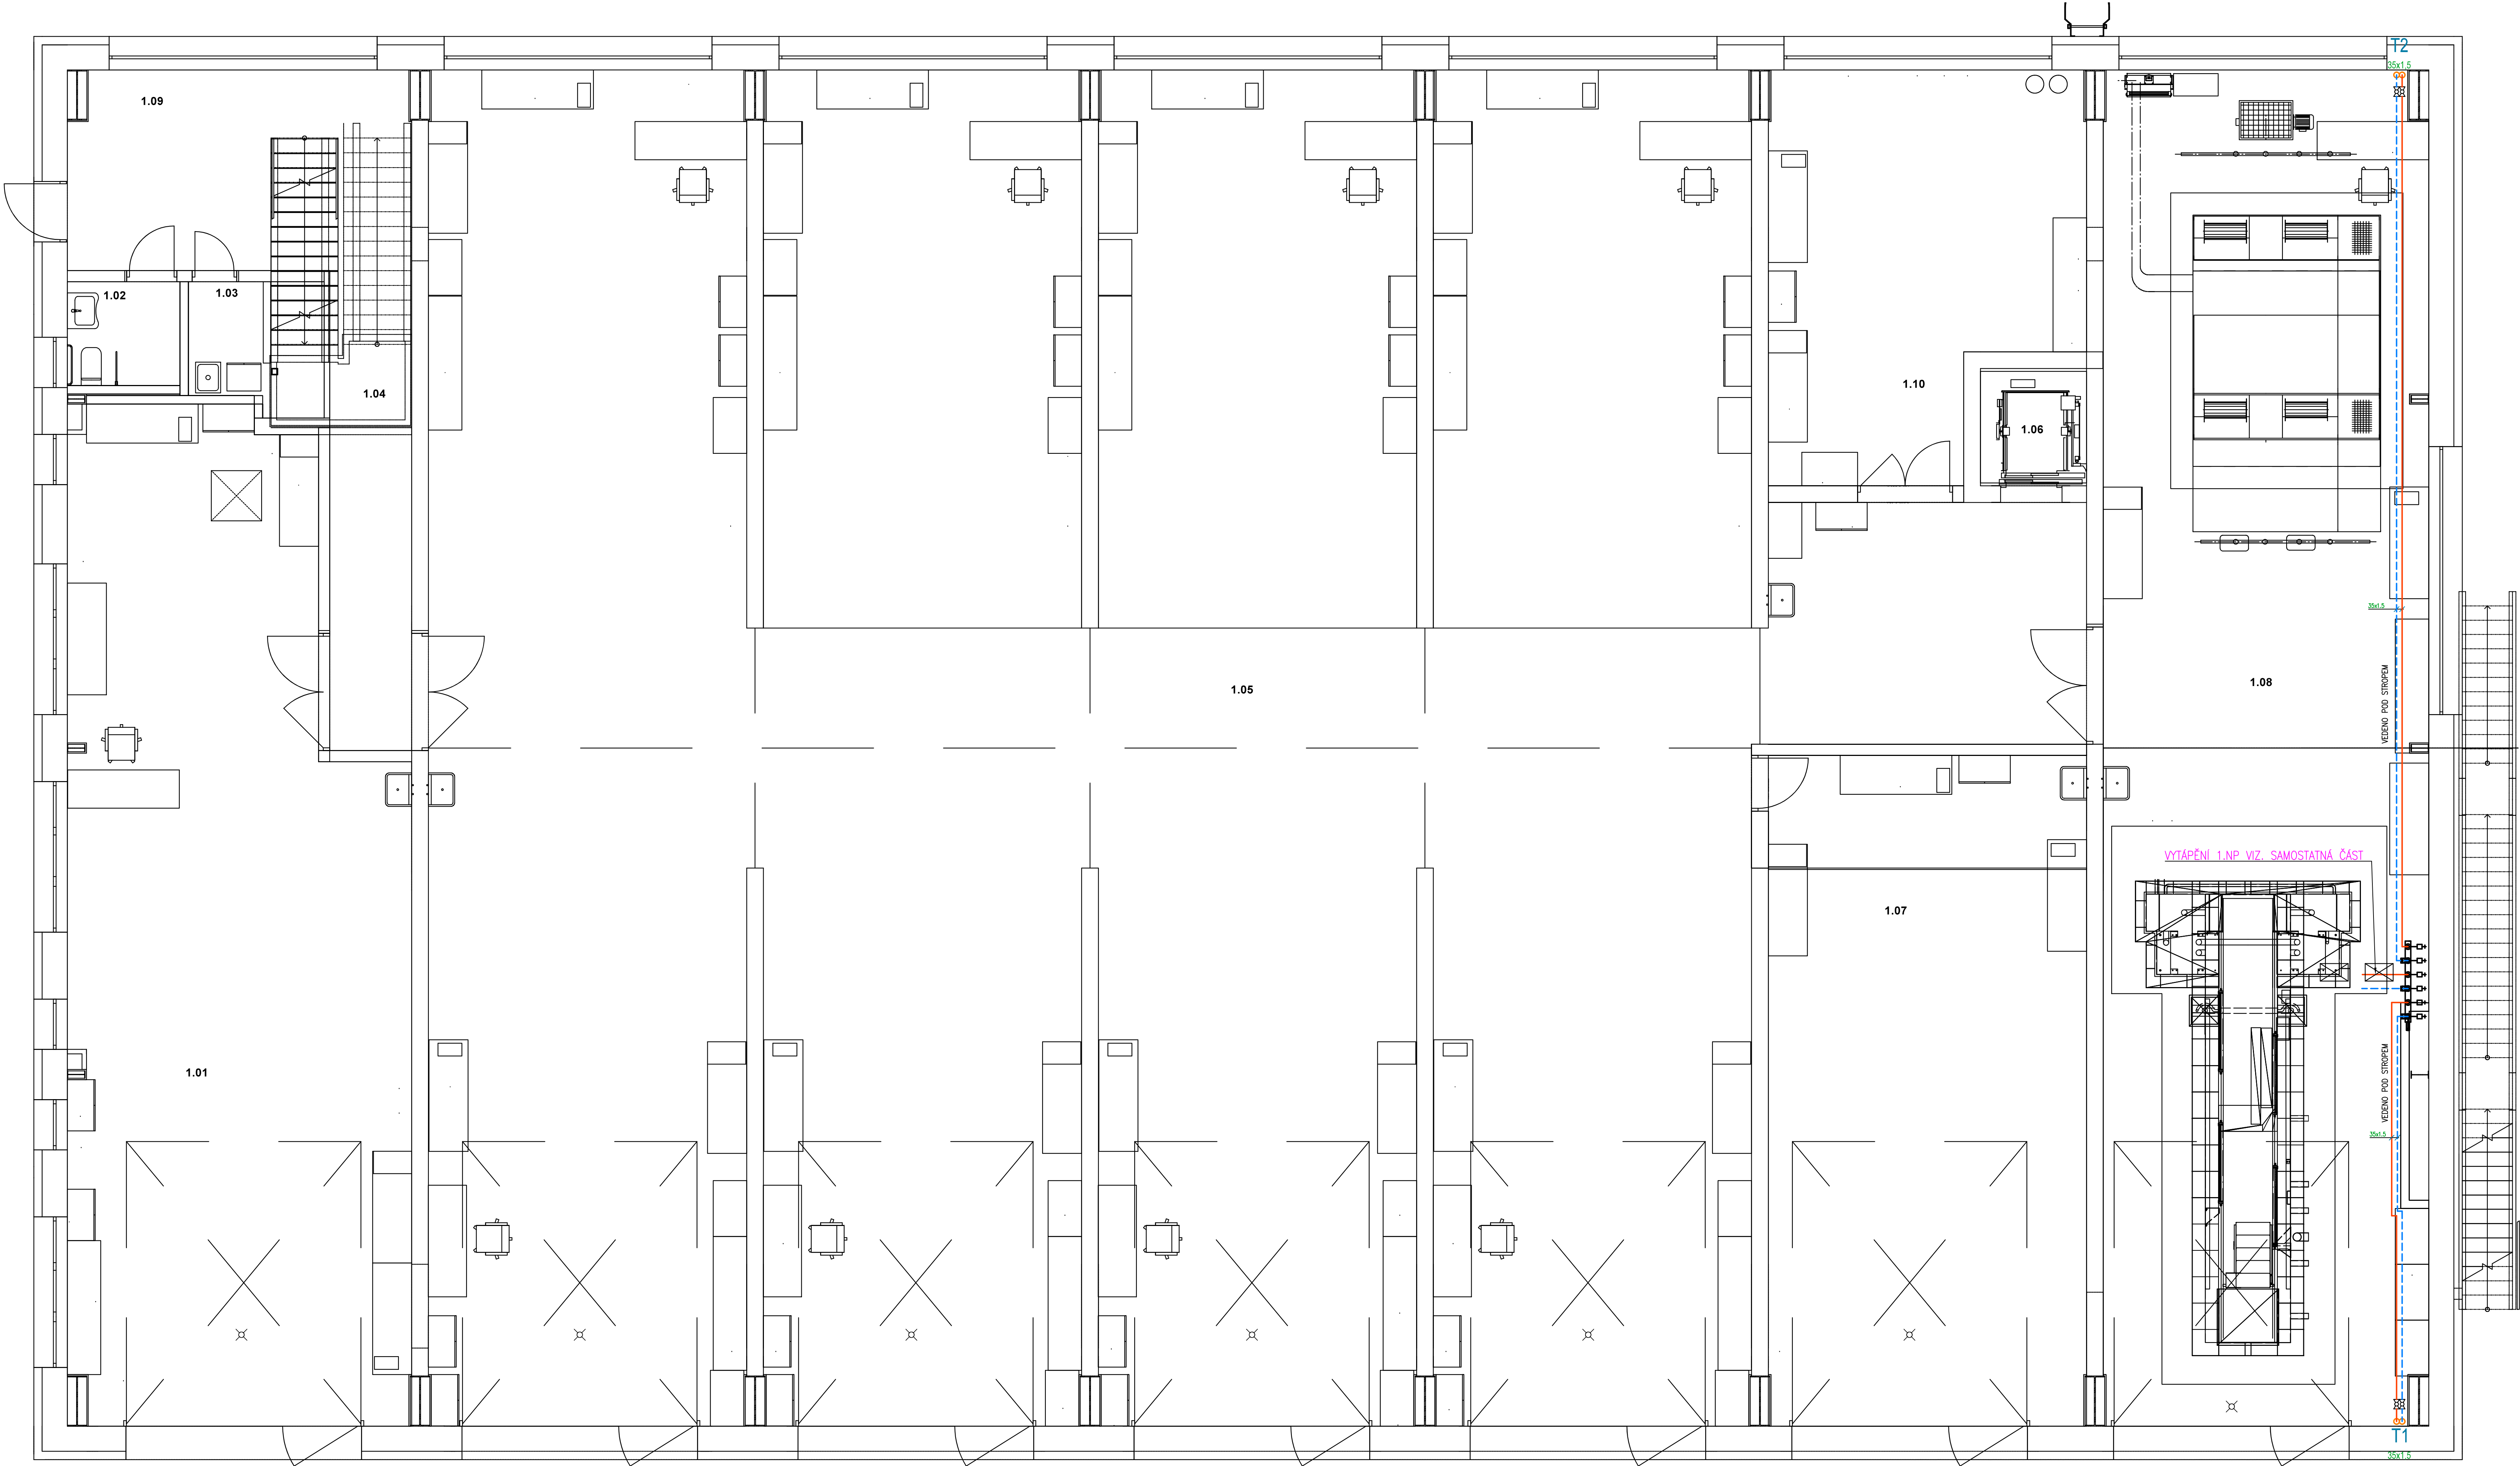 T2
35x1,5
1.09
1.02
1.03
1.04
1.10
1.06
35x1,5
VEDENO POD STROPEM
1.05
1.08
VYTÁPĚNÍ 1.NP VIZ. SAMOSTATNÁ ČÁST
1.07
1.01
VEDENO POD STROPEM
35x1,5
T1
35x1,5